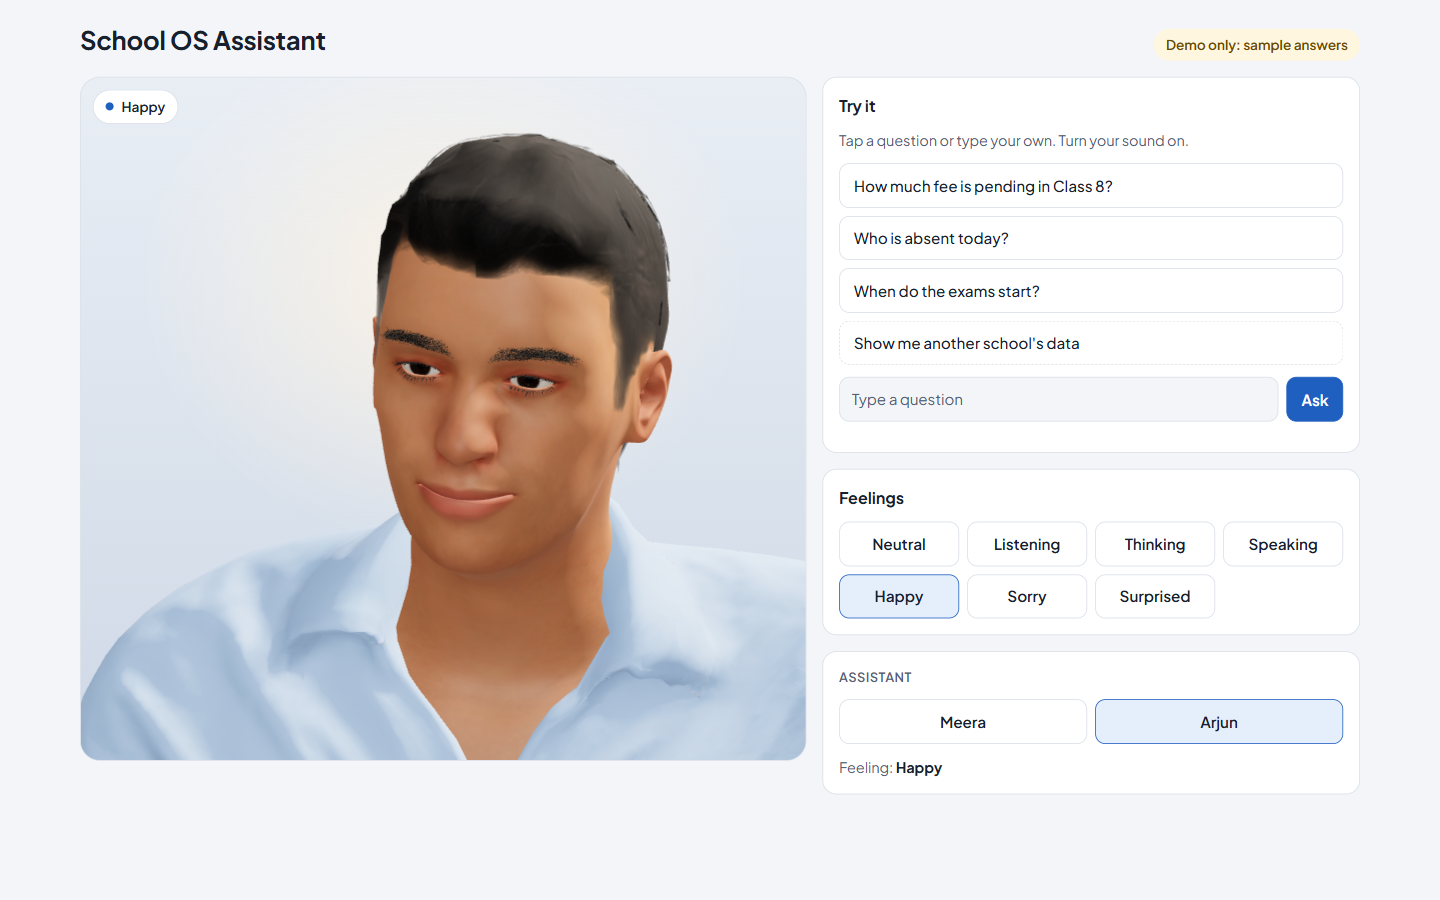 School OS Assistant
Demo only: sample answers
Happy
Try it
Tap a question or type your own. Turn your sound on.
How much fee is pending in Class 8?
Who is absent today?
When do the exams start?
Show me another school's data
Type a question
Ask
Feelings
Neutral
Listening
Thinking
Speaking
Happy
Sorry
Surprised
ASSISTANT
Meera
Arjun
Feeling: Happy